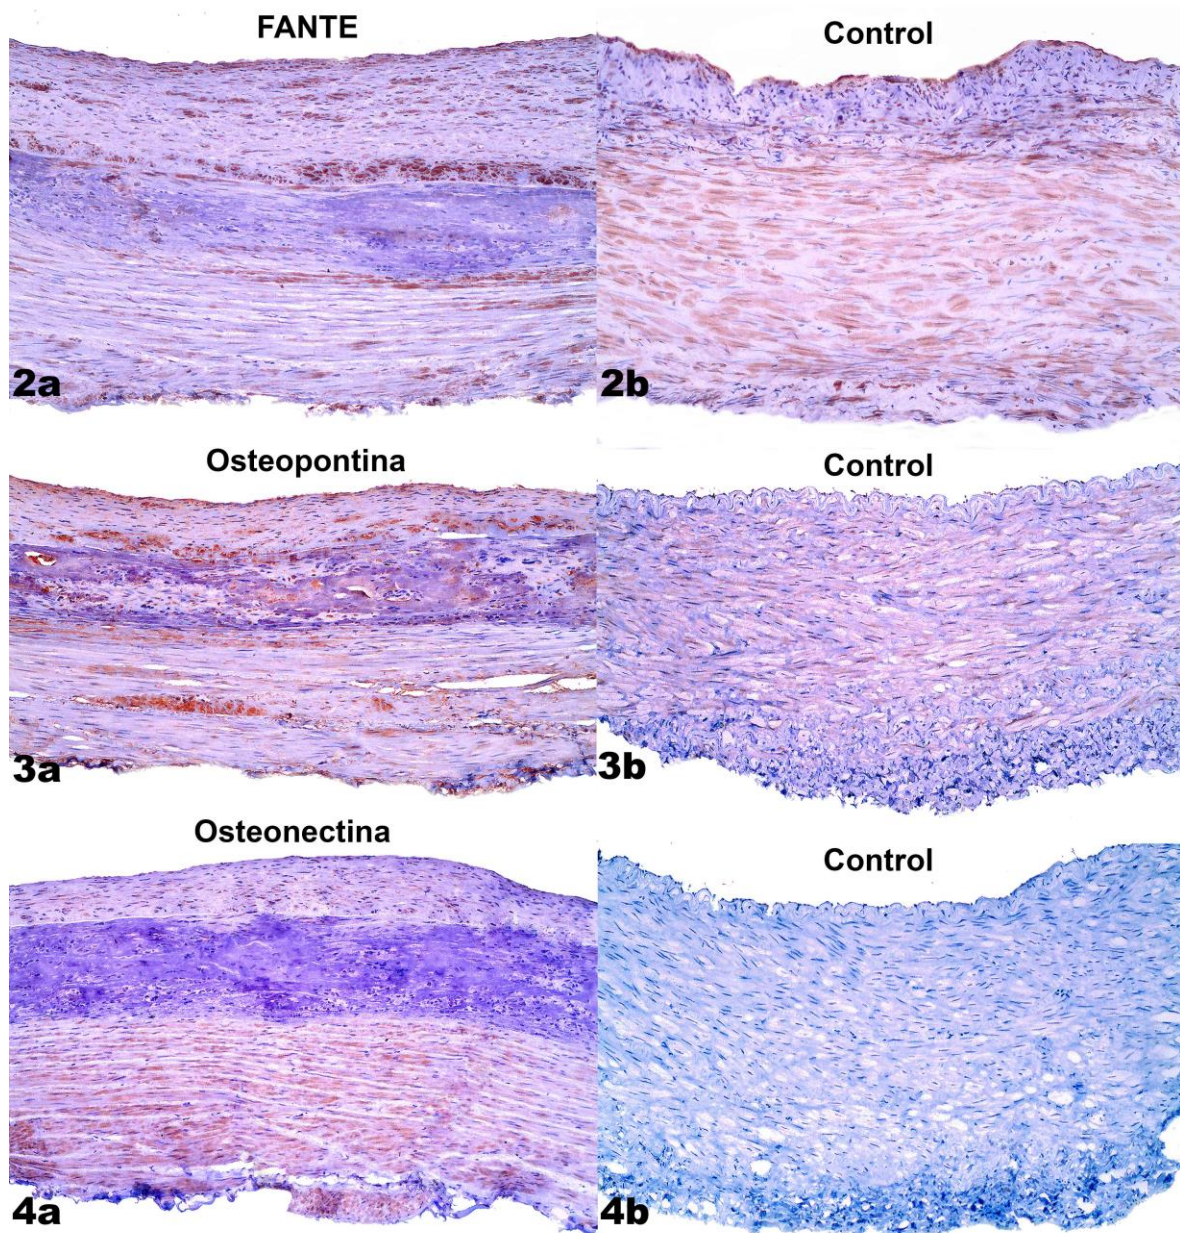 FANTE
Control
2a
2b
Osteopontina
Control
3a
3b
Osteonectina
Control
4a
4b